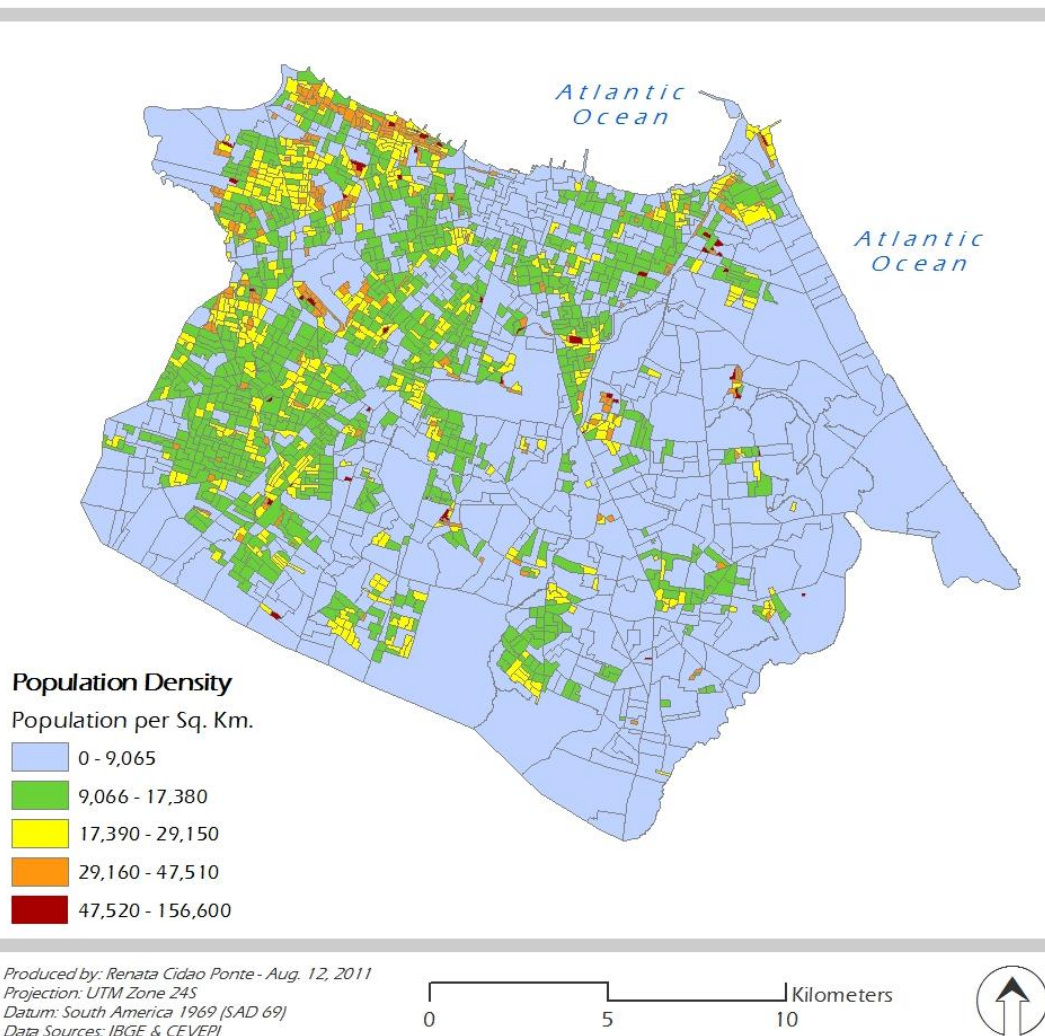 Atlantic
Ocean
Atlantic
Ocean
Population Density
Population per Sq. Km.
0 - 9,065
9,066 - 17,380
17,390 - 29,150
29,160 - 47,510
47,520 - 156,600
Produced by: Renata Cidao Ponte - Aug. 12, 2011
Projection: UTM Zone 24S
Datum: South America 1969 (SAD 69)
Data Sources: IBGE & CEVEPI
Kilometers
0 5 10